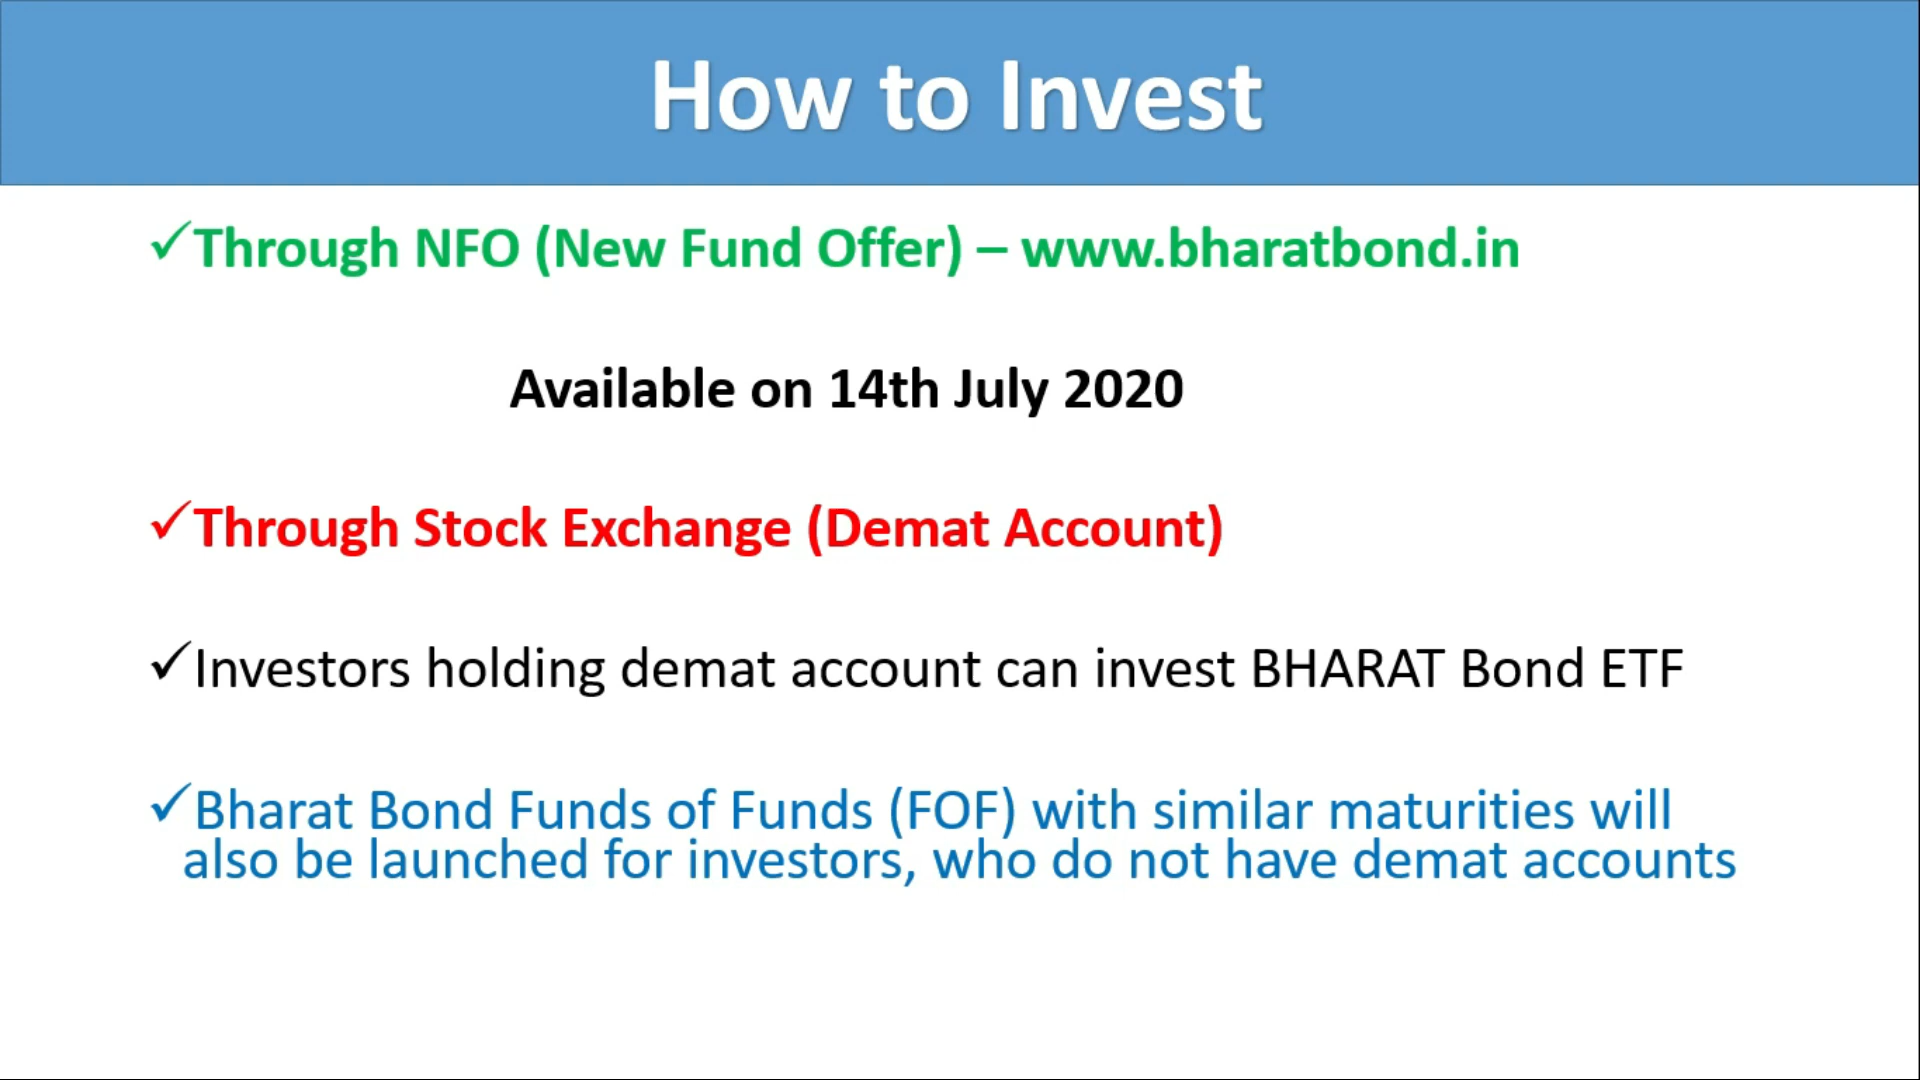 How to Invest
✓Through NFO (New Fund Offer) – www.bharatbond.in
Available on 14th July 2020
✓Through Stock Exchange (Demat Account)
✓Investors holding demat account can invest BHARAT Bond ETF
✓Bharat Bond Funds of Funds (FOF) with similar maturities will
also be launched for investors, who do not have demat accounts